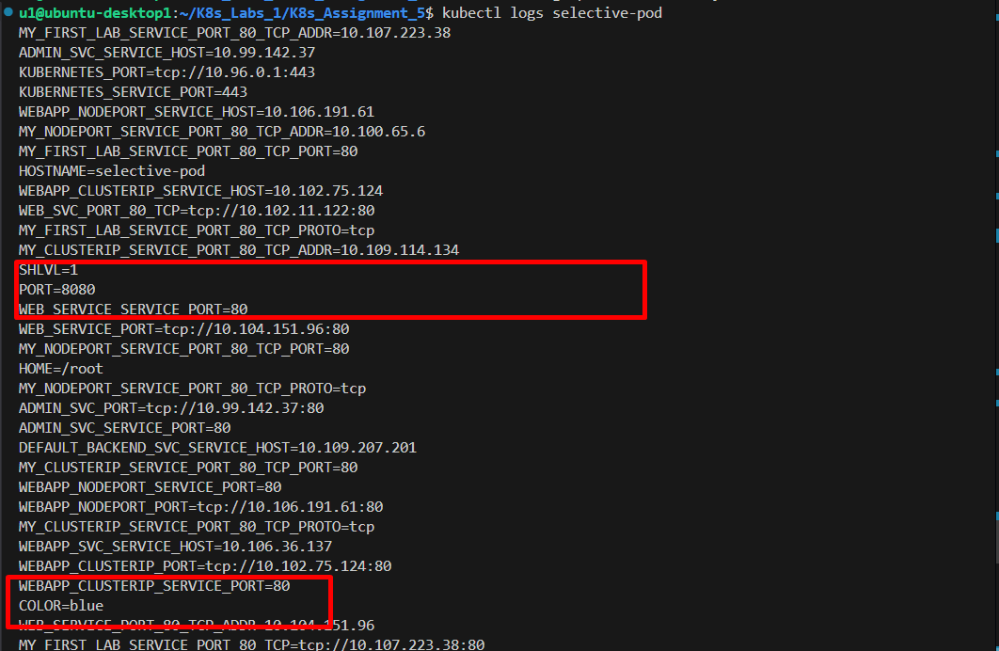 u1@ubuntu-desktop1:~/K8s_Labs_1/K8s_Assignment_5$ kubectl logs selective-pod
MY_FIRST_LAB_SERVICE_PORT_80_TCP_ADDR=10.107.223.38
ADMIN_SVC_SERVICE_HOST=10.99.142.37
KUBERNETES_PORT=tcp://10.96.0.1:443
KUBERNETES_SERVICE_PORT=443
WEBAPP_NODEPORT_SERVICE_HOST=10.106.191.61
MY_NODEPORT_SERVICE_PORT_80_TCP_ADDR=10.100.65.6
MY_FIRST_LAB_SERVICE_PORT_80_TCP_PORT=80
HOSTNAME=selective-pod
WEBAPP_CLUSTERIP_SERVICE_HOST=10.102.75.124
WEB_SVC_PORT_80_TCP=tcp://10.102.11.122:80
MY_FIRST_LAB_SERVICE_PORT_80_TCP_PROTO=tcp
MY_CLUSTERIP_SERVICE_PORT_80_TCP_ADDR=10.109.114.134
SHLVL=1
PORT=8080
WEB_SERVICE_SERVICE_PORT=80
WEB_SERVICE_PORT=tcp://10.104.151.96:80
MY_NODEPORT_SERVICE_PORT_80_TCP_PORT=80
HOME=/root
MY_NODEPORT_SERVICE_PORT_80_TCP_PROTO=tcp
ADMIN_SVC_PORT=tcp://10.99.142.37:80
ADMIN_SVC_SERVICE_PORT=80
DEFAULT_BACKEND_SVC_SERVICE_HOST=10.109.207.201
MY_CLUSTERIP_SERVICE_PORT_80_TCP_PORT=80
WEBAPP_NODEPORT_SERVICE_PORT=80
WEBAPP_NODEPORT_PORT=tcp://10.106.191.61:80
MY_CLUSTERIP_SERVICE_PORT_80_TCP_PROTO=tcp
WEBAPP_SVC_SERVICE_HOST=10.106.36.137
WEBAPP_CLUSTERIP_PORT=tcp://10.102.75.124:80
WEBAPP_CLUSTERIP_SERVICE_PORT=80
COLOR=blue
WEB_SERVICE_PORT_80_TCP_ADDR=10.104.151.96
MY_FIRST_LAB_SERVICE_PORT_80_TCP=tcp://10.107.223.38:80